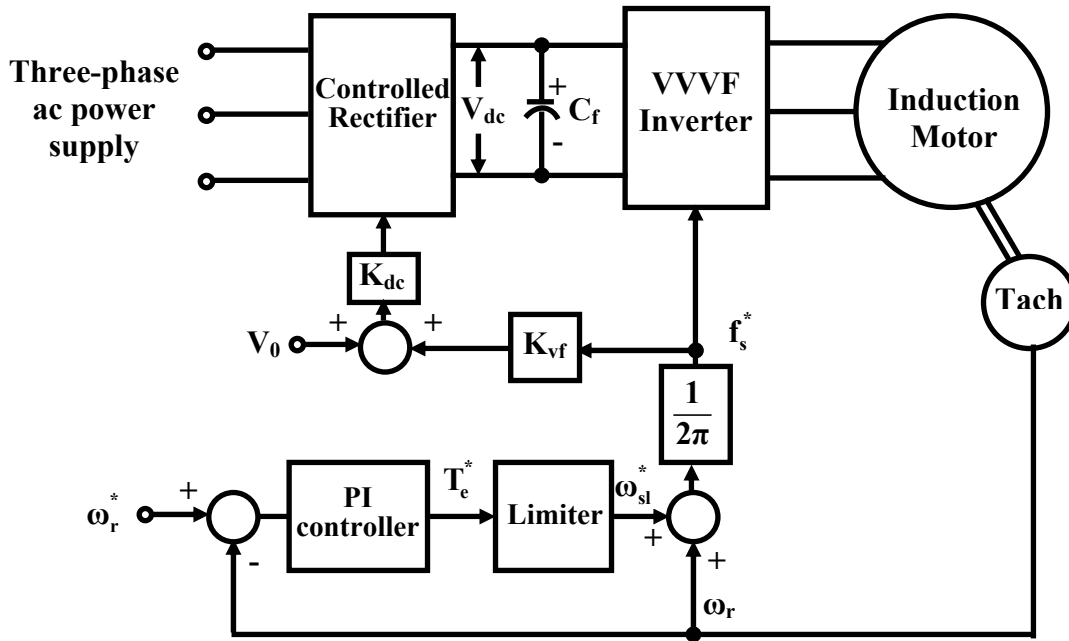 Three-phase
ac power
supply
Controlled
Rectifier
V_dc
+
-
C_f
VVVF
Inverter
Induction
Motor
Tach
K_dc
V_0
+
+
K_vf
f_s^*
1
2π
ω_r^*
+
-
PI
controller
T_e^*
Limiter
ω_sl^*
+
+
ω_r